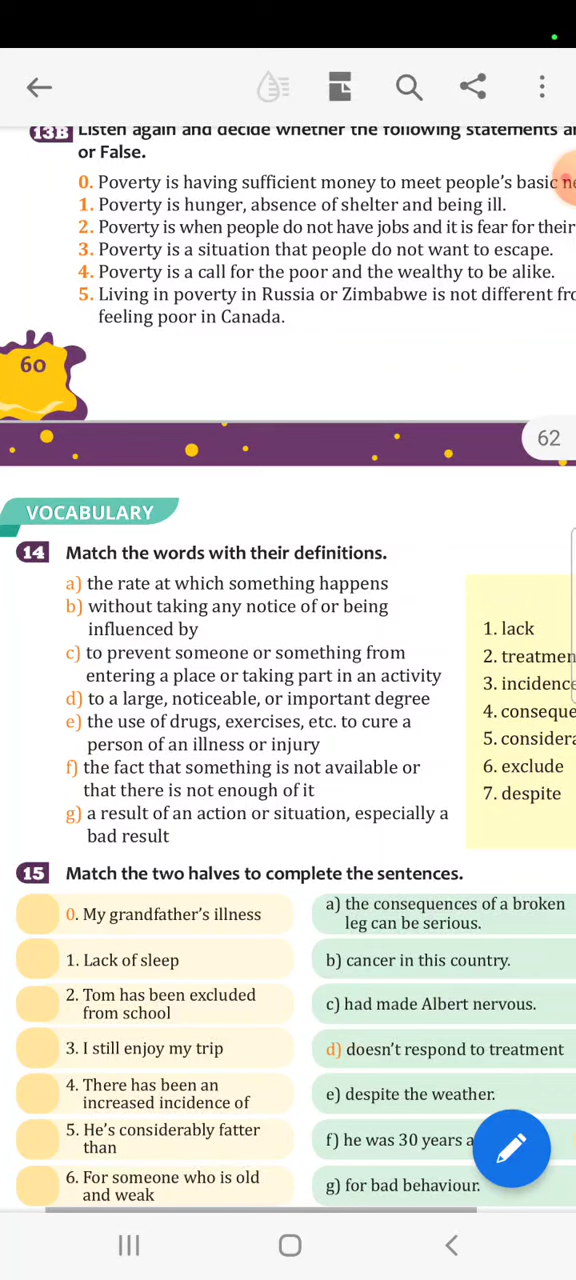 13B Listen again and decide whether the following statements
or False.
0. Poverty is having sufficient money to meet people's basic
1. Poverty is hunger, absence of shelter and being ill.
2. Poverty is when people do not have jobs and it is fear for their
3. Poverty is a situation that people do not want to escape.
4. Poverty is a call for the poor and the wealthy to be alike.
5. Living in poverty in Russia or Zimbabwe is not different
feeling poor in Canada.
60
62
VOCABULARY
14 Match the words with their definitions.
a) the rate at which something happens
b) without taking any notice of or being
influenced by
c) to prevent someone or something from
entering a place or taking part in an activity
d) to a large, noticeable, or important degree
e) the use of drugs, exercises, etc. to cure a
person of an illness or injury
f) the fact that something is not available or
that there is not enough of it
g) a result of an action or situation, especially a
bad result
1. lack
2. treatmen
3. incidence
4. conseque
5. considera
6. exclude
7. despite
15 Match the two halves to complete the sentences.
0. My grandfather's illness
a) the consequences of a broken
leg can be serious.
1. Lack of sleep
b) cancer in this country.
2. Tom has been excluded
from school
c) had made Albert nervous.
3. I still enjoy my trip
d) doesn't respond to treatment
4. There has been an
increased incidence of
e) despite the weather.
5. He's considerably fatter
than
f) he was 30 years a
6. For someone who is old
and weak
g) for bad behaviour.